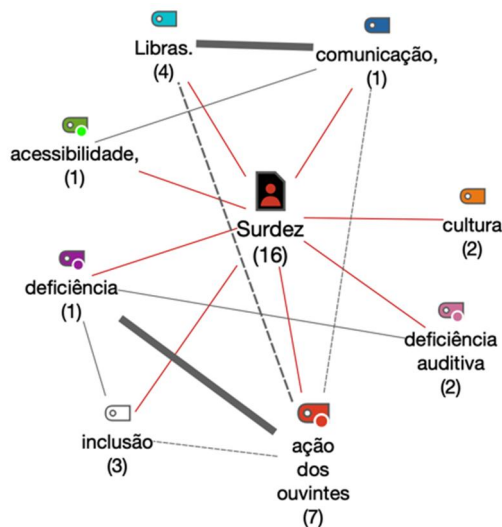 Libras.
(4)
comunicação,
(1)
acessibilidade,
(1)
Surdez
(16)
cultura
(2)
deficiência
(1)
deficiência
auditiva
(2)
inclusão
(3)
ação
dos
ouvintes
(7)